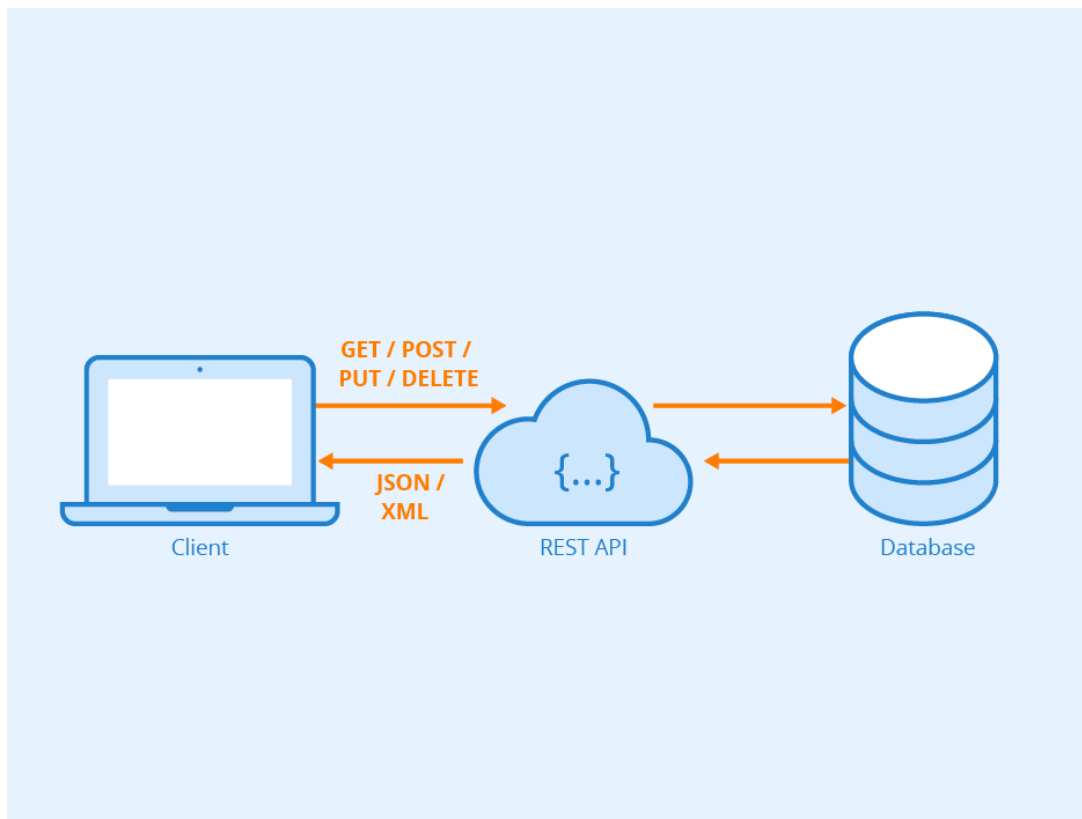 GET / POST /
PUT / DELETE
{...}
JSON /
XML
Client
REST API
Database